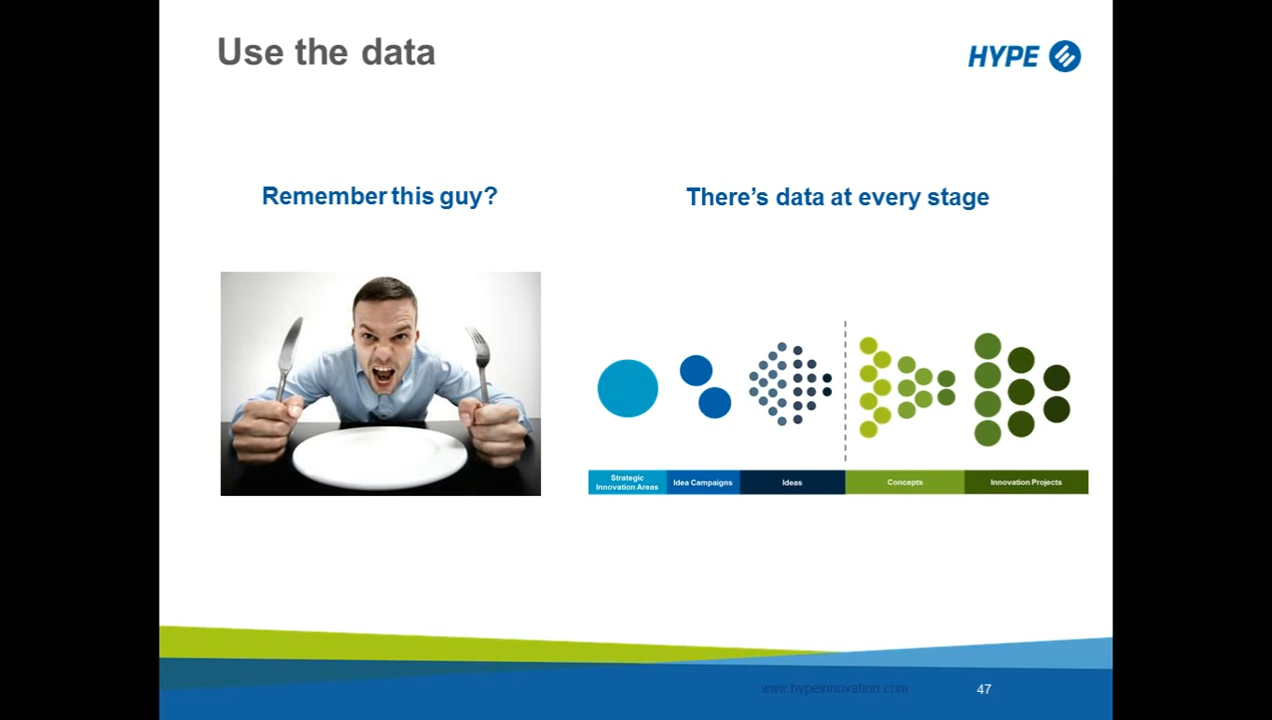 Use the data
HYPE
Remember this guy?
There's data at every stage
Strategic
Innovation Areas
Idea Campaigns
Ideas
Concepts
Innovation Projects
www.hypeinnovation.com
47